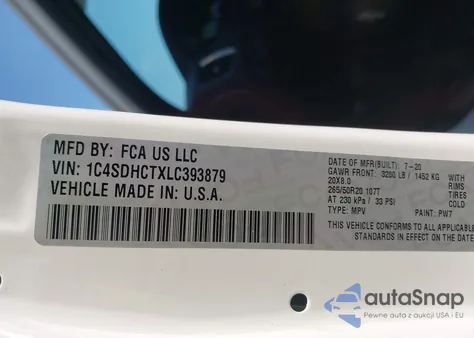 MFD BY: FCA US LLC
VIN: 1C4SDHCTXLC393879
VEHICLE MADE IN U.S.A.
DATE OF MFR(BUILT): 7-20
GAWR FRONT: 3200 LB / 1452 KG WITH
20X8.0 RIMS
265/50R20 107T TIRES
AT 230 kPa / 33 PSI COLD
TYPE: MPV PAINT: PW7
THIS VEHICLE CONFORMS TO ALL APPLICABLE
STANDARDS IN EFFECT ON THE
autoSnap
Pewne auta z aukcji USA i EU